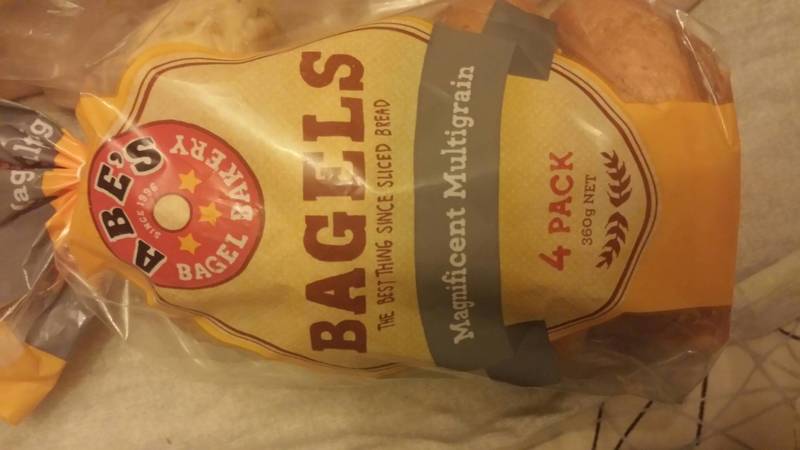 ABE'S
SINCE 1996
BAGEL BAKERY
BAGELS
THE BEST THING SINCE SLICED BREAD
Magnificent Multigrain
4 PACK
360g NET